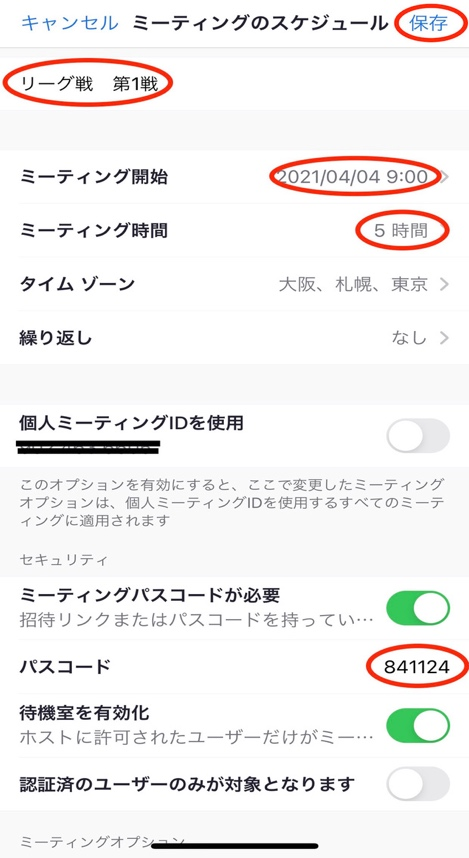 キャンセル ミーティングのスケジュール 保存
リーグ戦 第1戦
ミーティング開始 2021/04/04 9:00
ミーティング時間 5 時間
タイム ゾーン 大阪、札幌、東京
繰り返し なし
個人ミーティングIDを使用
このオプションを有効にすると、ここで変更したミーティング
オプションは、個人ミーティングIDを使用するすべてのミーテ
ィングに適用されます
セキュリティ
ミーティングパスコードが必要
招待リンクまたはパスコードを持ってい…
パスコード 841124
待機室を有効化
ホストに許可されたユーザーだけがミー…
認証済のユーザーのみが対象となります
ミーティングオプション